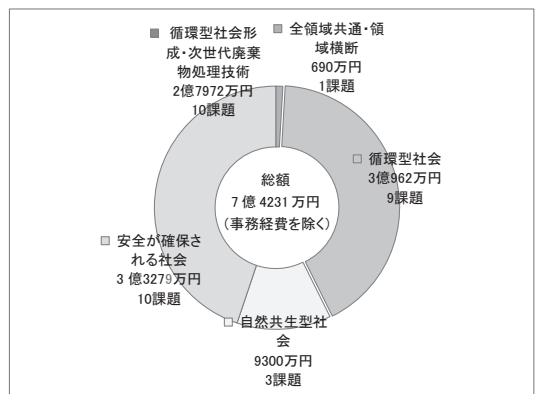 循環型社会形
成・次世代廃棄
物処理技術
2億7972万円
10課題
全領域共通・領
域横断
690万円
1課題
循環型社会
3億962万円
9課題
総額
7億4231万円
(事務経費を除く)
安全が確保さ
れる社会
3億3279万円
10課題
自然共生型社
会
9300万円
3課題